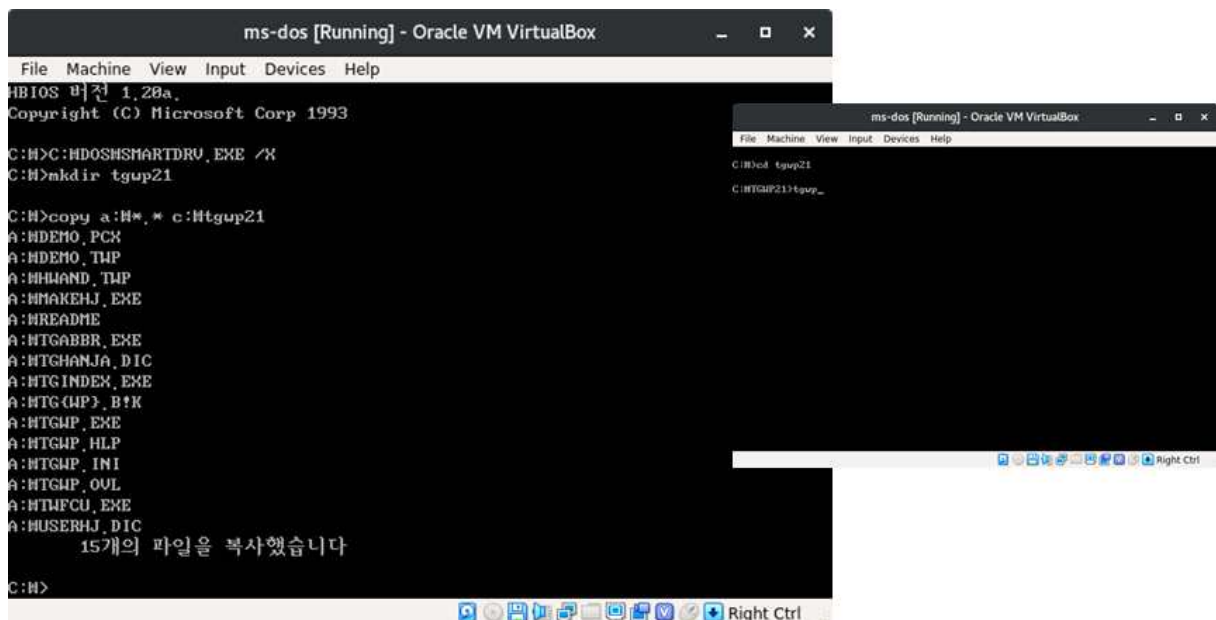 ms-dos [Running] - Oracle VM VirtualBox
File Machine View Input Devices Help
HBIOS 버전 1.20a.
Copyright (C) Microsoft Corp 1993
C:₩>C:₩DOS₩SMARTDRV.EXE /X
C:₩>mkdir tgwp21
C:₩>copy a:₩*.* c:₩tgwp21
A:₩DEMO.PCX
A:₩DEMO.TWP
A:₩HWAND.TWP
A:₩MAKEHJ.EXE
A:₩README
A:₩TGABBR.EXE
A:₩TGHANJA.DIC
A:₩TGINDEX.EXE
A:₩TG{WP}.B!K
A:₩TGWP.EXE
A:₩TGWP.HLP
A:₩TGWP.INI
A:₩TGWP.OVL
A:₩TWFCU.EXE
A:₩USERHJ.DIC
15개의 파일을 복사했습니다
C:₩>
Right Ctrl
ms-dos [Running] - Oracle VM VirtualBox
File Machine View Input Devices Help
C:₩>cd tgwp21
C:₩TGWP21>tgwp_
Right Ctrl